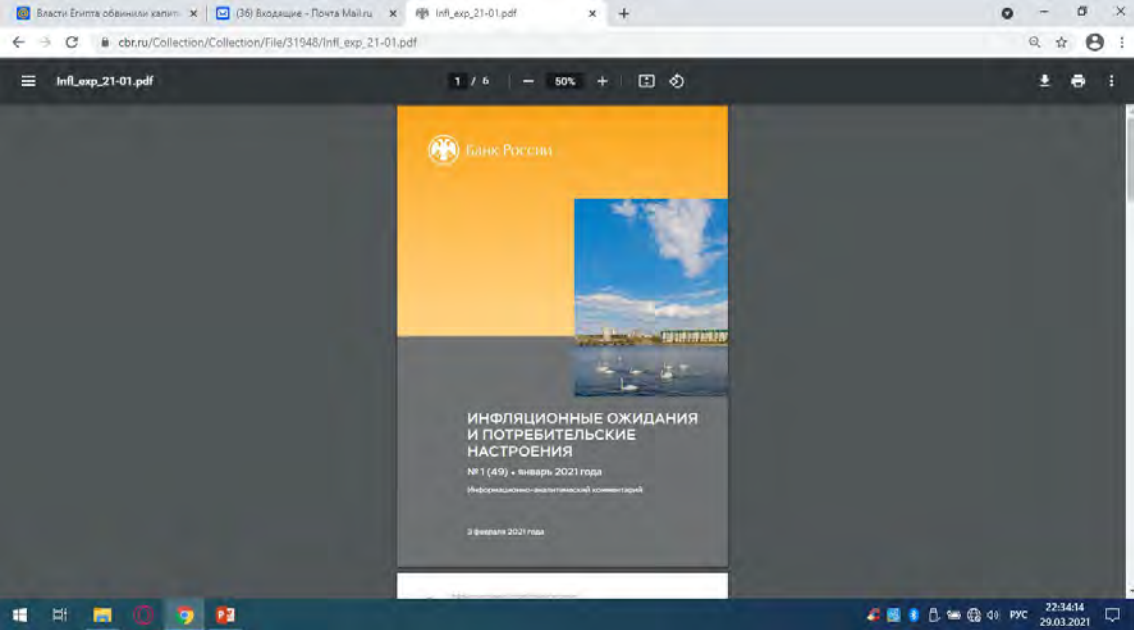 Власти Египта обвинили капит
(36) Входящие - Почта Mail.ru
Infl_exp_21-01.pdf
cbr.ru/Collection/Collection/File/31948/Infl_exp_21-01.pdf
Infl_exp_21-01.pdf
1 / 6
50%
Банк России
ИНФЛЯЦИОННЫЕ ОЖИДАНИЯ
И ПОТРЕБИТЕЛЬСКИЕ
НАСТРОЕНИЯ
№ 1 (49) • январь 2021 года
Информационно-аналитический комментарий
3 февраля 2021 года
РУС
22:34:14
29.03.2021